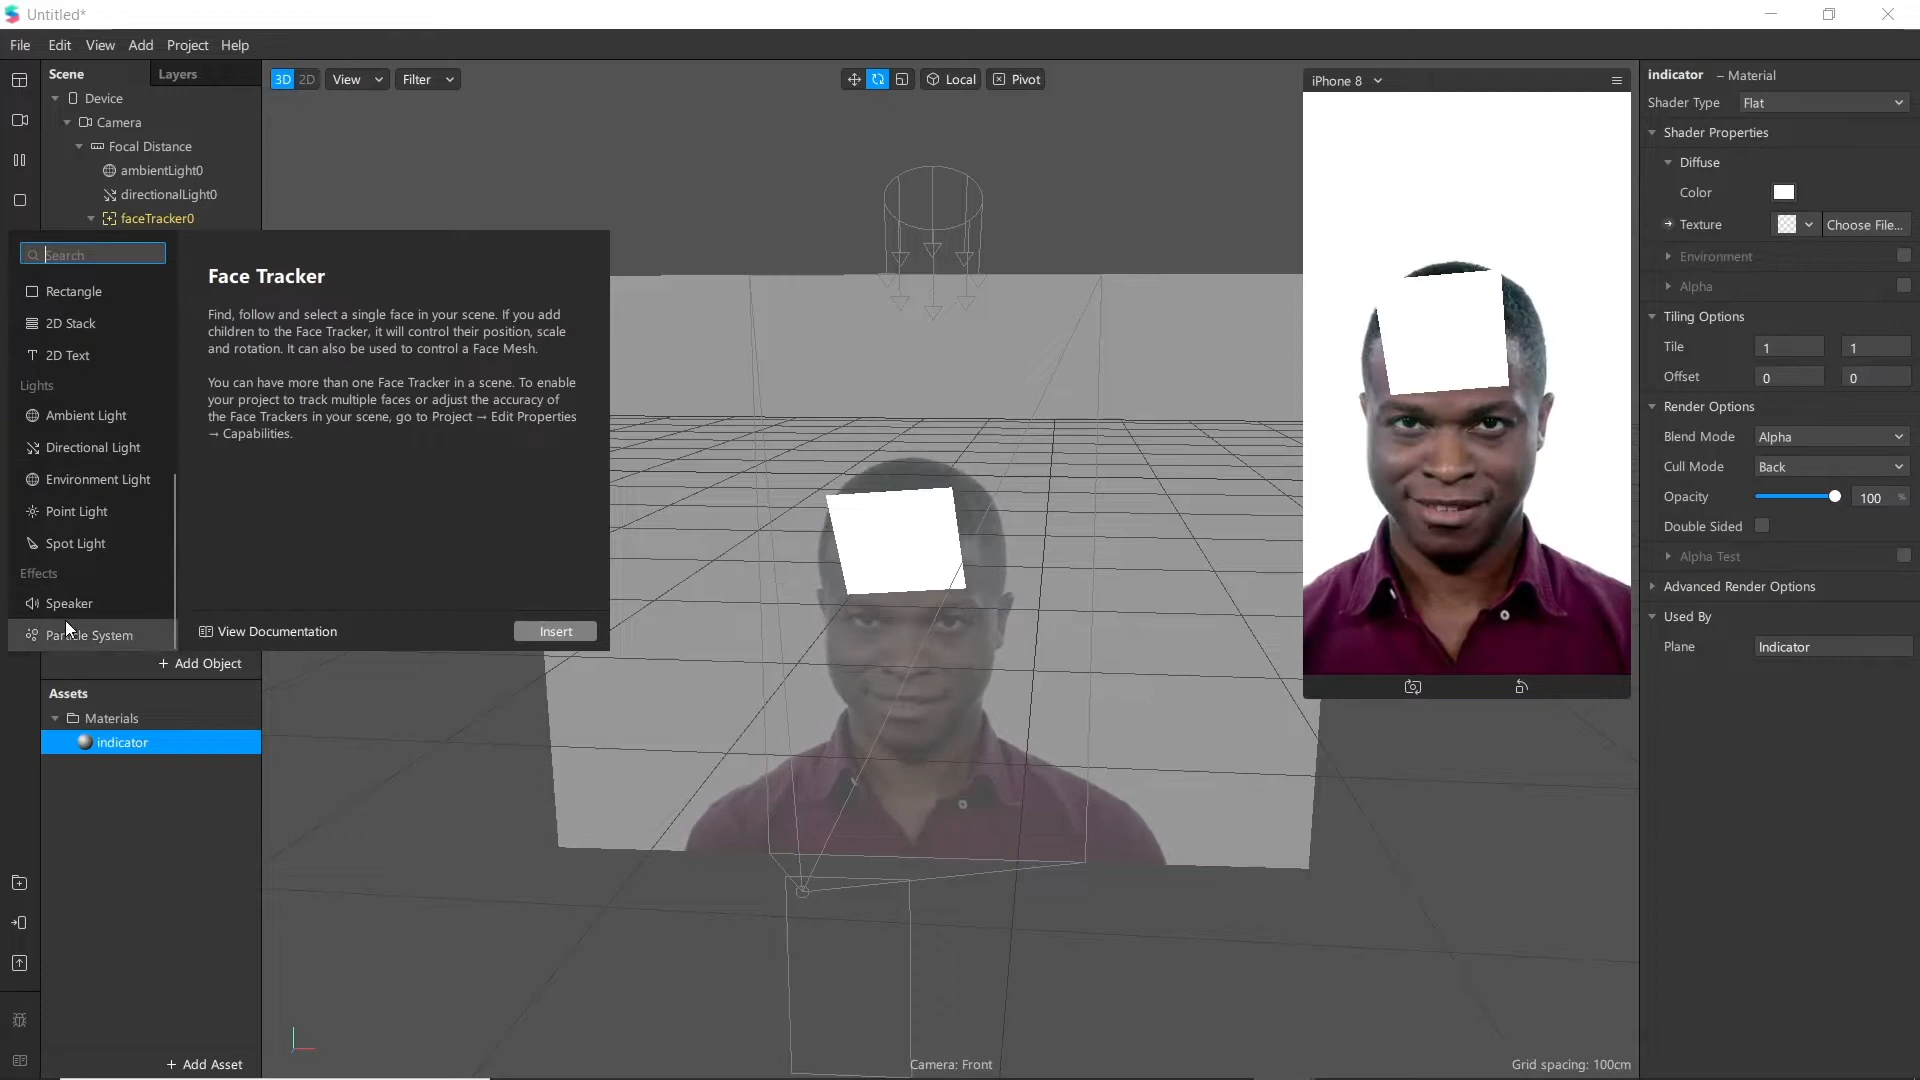 Untitled*
File Edit View Add Project Help
Scene Layers
3D 2D View Filter
Local Pivot
iPhone 8
indicator – Material
Shader Type Flat
Device
Camera
Focal Distance
ambientLight0
directionalLight0
faceTracker0
Search
Rectangle
2D Stack
2D Text
Lights
Ambient Light
Directional Light
Environment Light
Point Light
Spot Light
Effects
Speaker
Particle System
Face Tracker
Find, follow and select a single face in your scene. If you add
children to the Face Tracker, it will control their position, scale
and rotation. It can also be used to control a Face Mesh.
You can have more than one Face Tracker in a scene. To enable
your project to track multiple faces or adjust the accuracy of
the Face Trackers in your scene, go to Project → Edit Properties
→ Capabilities.
View Documentation
Insert
+ Add Object
Assets
Materials
indicator
+ Add Asset
Camera: Front
Grid spacing: 100cm
Shader Properties
Diffuse
Color
Texture Choose File...
Environment
Alpha
Tiling Options
Tile 1 1
Offset 0 0
Render Options
Blend Mode Alpha
Cull Mode Back
Opacity 100 %
Double Sided
Alpha Test
Advanced Render Options
Used By
Plane Indicator